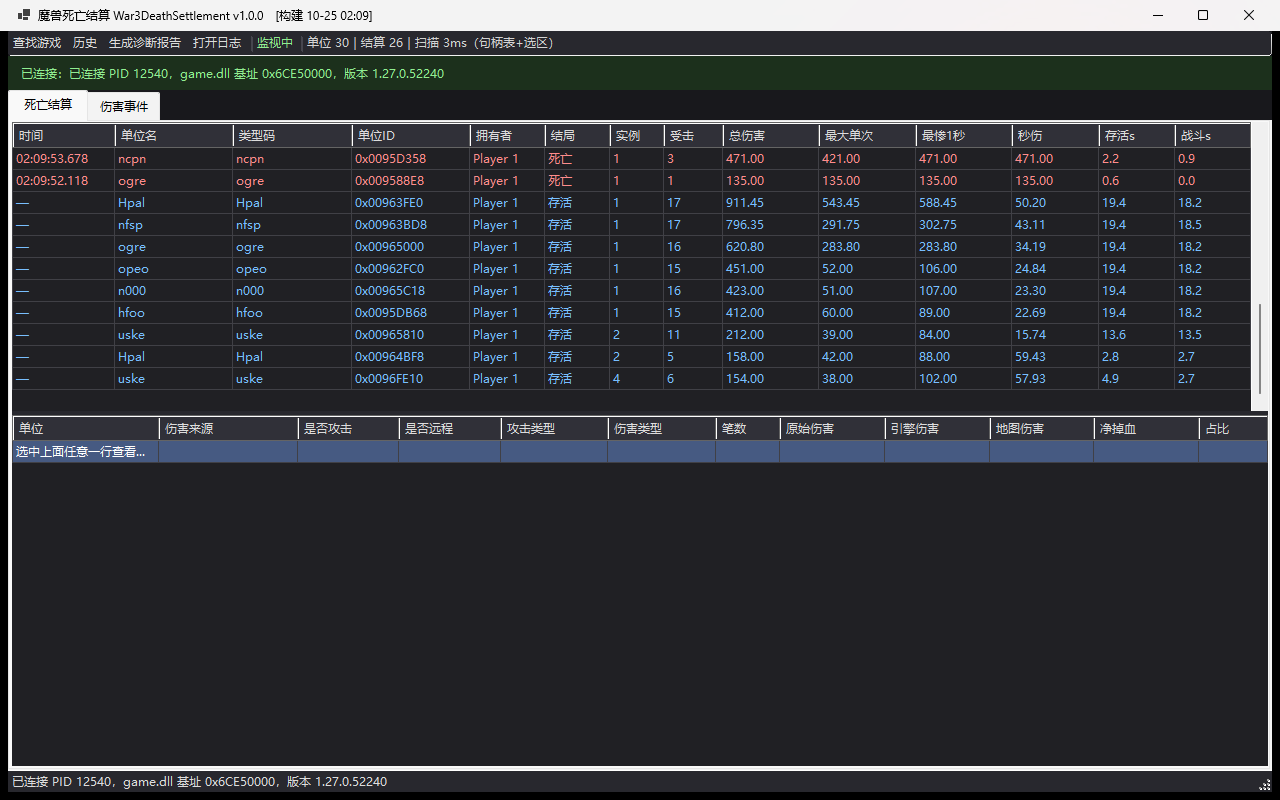 魔兽死亡结算 War3DeathSettlement v1.0.0 [构建 10-25 02:09]
查找游戏 历史 生成诊断报告 打开日志 | 监视中 | 单位 30 | 结算 26 | 扫描 3ms（句柄表+选区）
已连接：已连接 PID 12540，game.dll 基址 0x6CE50000，版本 1.27.0.52240
死亡结算 伤害事件
时间 单位名 类型码 单位ID 拥有者 结局 实例 受击 总伤害 最大单次 最惨1秒 秒伤 存活s 战斗s
02:09:53.678 ncpn ncpn 0x0095D358 Player 1 死亡 1 3 471.00 421.00 471.00 471.00 2.2 0.9
02:09:52.118 ogre ogre 0x009588E8 Player 1 死亡 1 1 135.00 135.00 135.00 135.00 0.6 0.0
— Hpal Hpal 0x00963FE0 Player 1 存活 1 17 911.45 543.45 588.45 50.20 19.4 18.2
— nfsp nfsp 0x00963BD8 Player 1 存活 1 17 796.35 291.75 302.75 43.11 19.4 18.5
— ogre ogre 0x00965000 Player 1 存活 1 16 620.80 283.80 283.80 34.19 19.4 18.2
— opeo opeo 0x00962FC0 Player 1 存活 1 15 451.00 52.00 106.00 24.84 19.4 18.2
— n000 n000 0x00965C18 Player 1 存活 1 16 423.00 51.00 107.00 23.30 19.4 18.2
— hfoo hfoo 0x0095DB68 Player 1 存活 1 15 412.00 60.00 89.00 22.69 19.4 18.2
— uske uske 0x00965810 Player 1 存活 2 11 212.00 39.00 84.00 15.74 13.6 13.5
— Hpal Hpal 0x00964BF8 Player 1 存活 2 5 158.00 42.00 88.00 59.43 2.8 2.7
— uske uske 0x0096FE10 Player 1 存活 4 6 154.00 38.00 102.00 57.93 4.9 2.7
单位 伤害来源 是否攻击 是否远程 攻击类型 伤害类型 笔数 原始伤害 引擎伤害 地图伤害 净掉血 占比
选中上面任意一行查看...
已连接 PID 12540，game.dll 基址 0x6CE50000，版本 1.27.0.52240